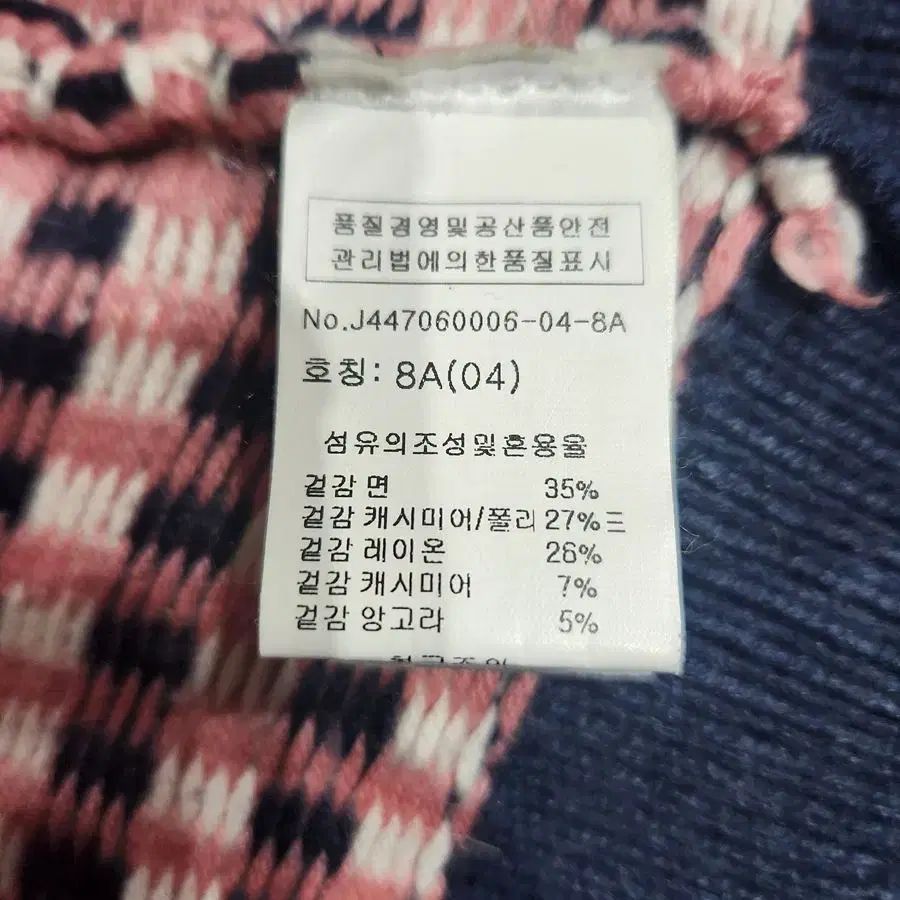 품질경영및공산품안전
관리법에의한품질표시
No.J447060006-04-8A
호칭: 8A(04)
섬유의조성및혼용율
겉감 면 35%
겉감 캐시미어/폴리 27%
겉감 레이온 26%
겉감 캐시미어 7%
겉감 앙고라 5%